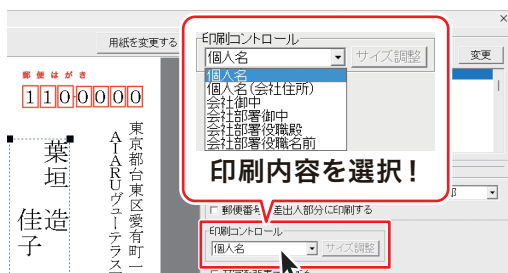 用紙を変更する
変更
郵便はがき
110-0000
東京都台東区愛有町一
AIARUヴューテラス
葉垣 造
佳子
印刷コントロール
個人名
サイズ調整
個人名
個人名(会社住所)
会社御中
会社部署御中
会社部署役職殿
会社部署役職名前
印刷内容を選択!
郵便番号
差出人部分に印刷する
印刷コントロール
個人名
サイズ調整